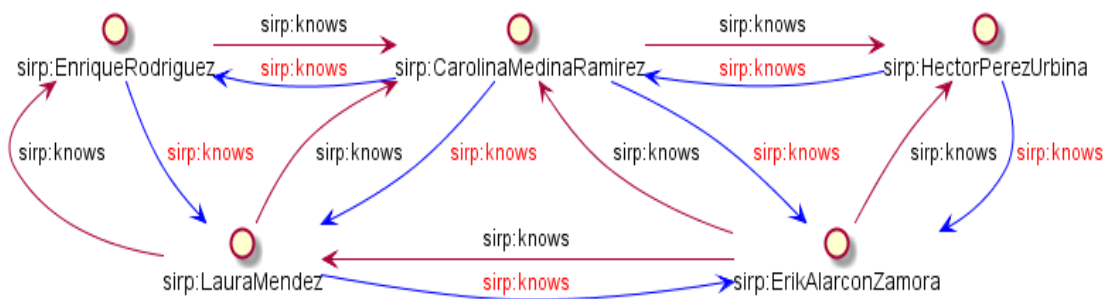 sirp:knows
sirp:knows
sirp:EnriqueRodriguez
sirp:knows
sirp:CarolinaMedinaRamirez
sirp:knows
sirp:HectorPerezUrbina
sirp:knows
sirp:knows
sirp:knows
sirp:knows
sirp:knows
sirp:knows
sirp:knows
sirp:knows
sirp:knows
sirp:LauraMendez
sirp:knows
sirp:ErikAlarconZamora